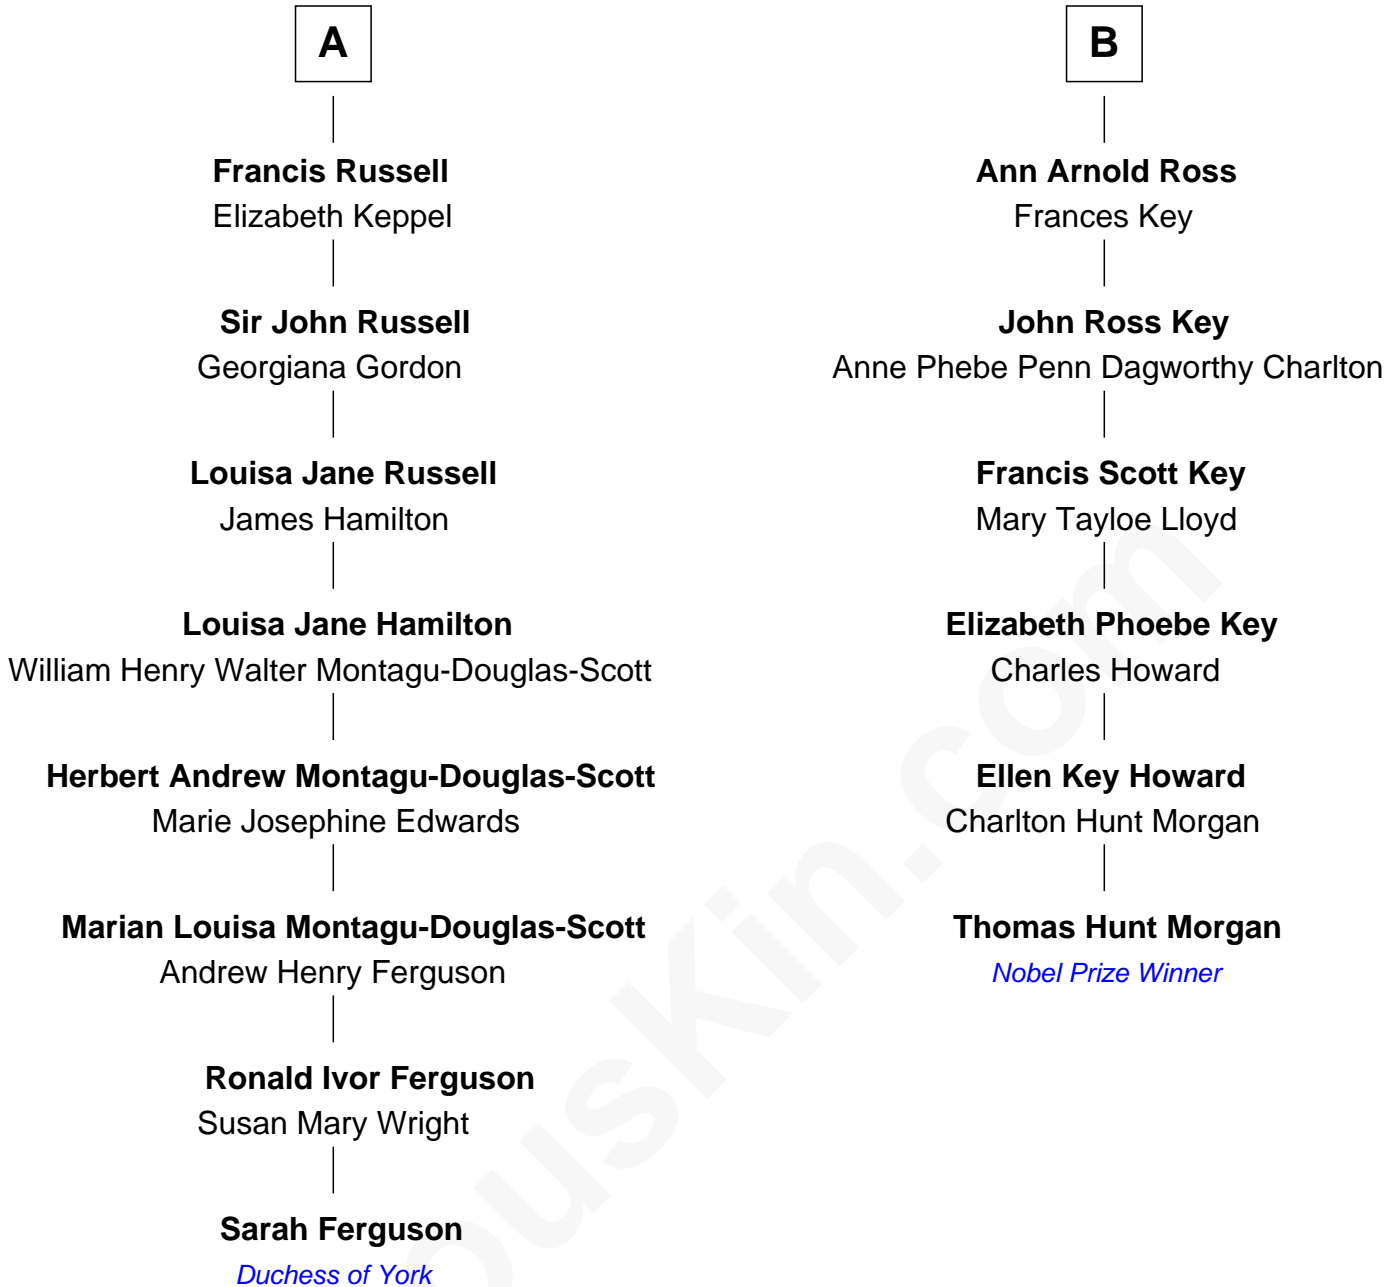 A
B
Francis Russell
Elizabeth Keppel
Ann Arnold Ross
Frances Key
Sir John Russell
Georgiana Gordon
John Ross Key
Anne Phebe Penn Dagworthy Charlton
Louisa Jane Russell
James Hamilton
Francis Scott Key
Mary Tayloe Lloyd
Louisa Jane Hamilton
William Henry Walter Montagu-Douglas-Scott
Elizabeth Phoebe Key
Charles Howard
Herbert Andrew Montagu-Douglas-Scott
Marie Josephine Edwards
Ellen Key Howard
Charlton Hunt Morgan
Marian Louisa Montagu-Douglas-Scott
Andrew Henry Ferguson
Thomas Hunt Morgan
Nobel Prize Winner
Ronald Ivor Ferguson
Susan Mary Wright
Sarah Ferguson
Duchess of York
ousKin.com